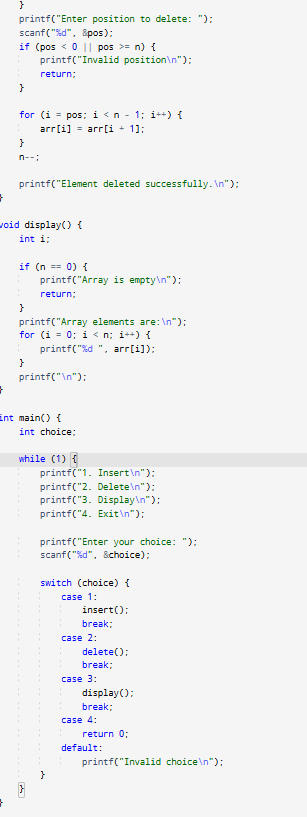 }
    printf("Enter position to delete: ");
    scanf("%d", &pos);
    if (pos < 0 || pos >= n) {
        printf("Invalid position\n");
        return;
    }

    for (i = pos; i < n - 1; i++) {
        arr[i] = arr[i + 1];
    }
    n--;

    printf("Element deleted successfully.\n");
}

void display() {
    int i;

    if (n == 0) {
        printf("Array is empty\n");
        return;
    }
    printf("Array elements are:\n");
    for (i = 0; i < n; i++) {
        printf("%d ", arr[i]);
    }
    printf("\n");
}

int main() {
    int choice;

    while (1) {
        printf("1. Insert\n");
        printf("2. Delete\n");
        printf("3. Display\n");
        printf("4. Exit\n");

        printf("Enter your choice: ");
        scanf("%d", &choice);

        switch (choice) {
            case 1:
                insert();
                break;
            case 2:
                delete();
                break;
            case 3:
                display();
                break;
            case 4:
                return 0;
            default:
                printf("Invalid choice\n");
        }
    }
}